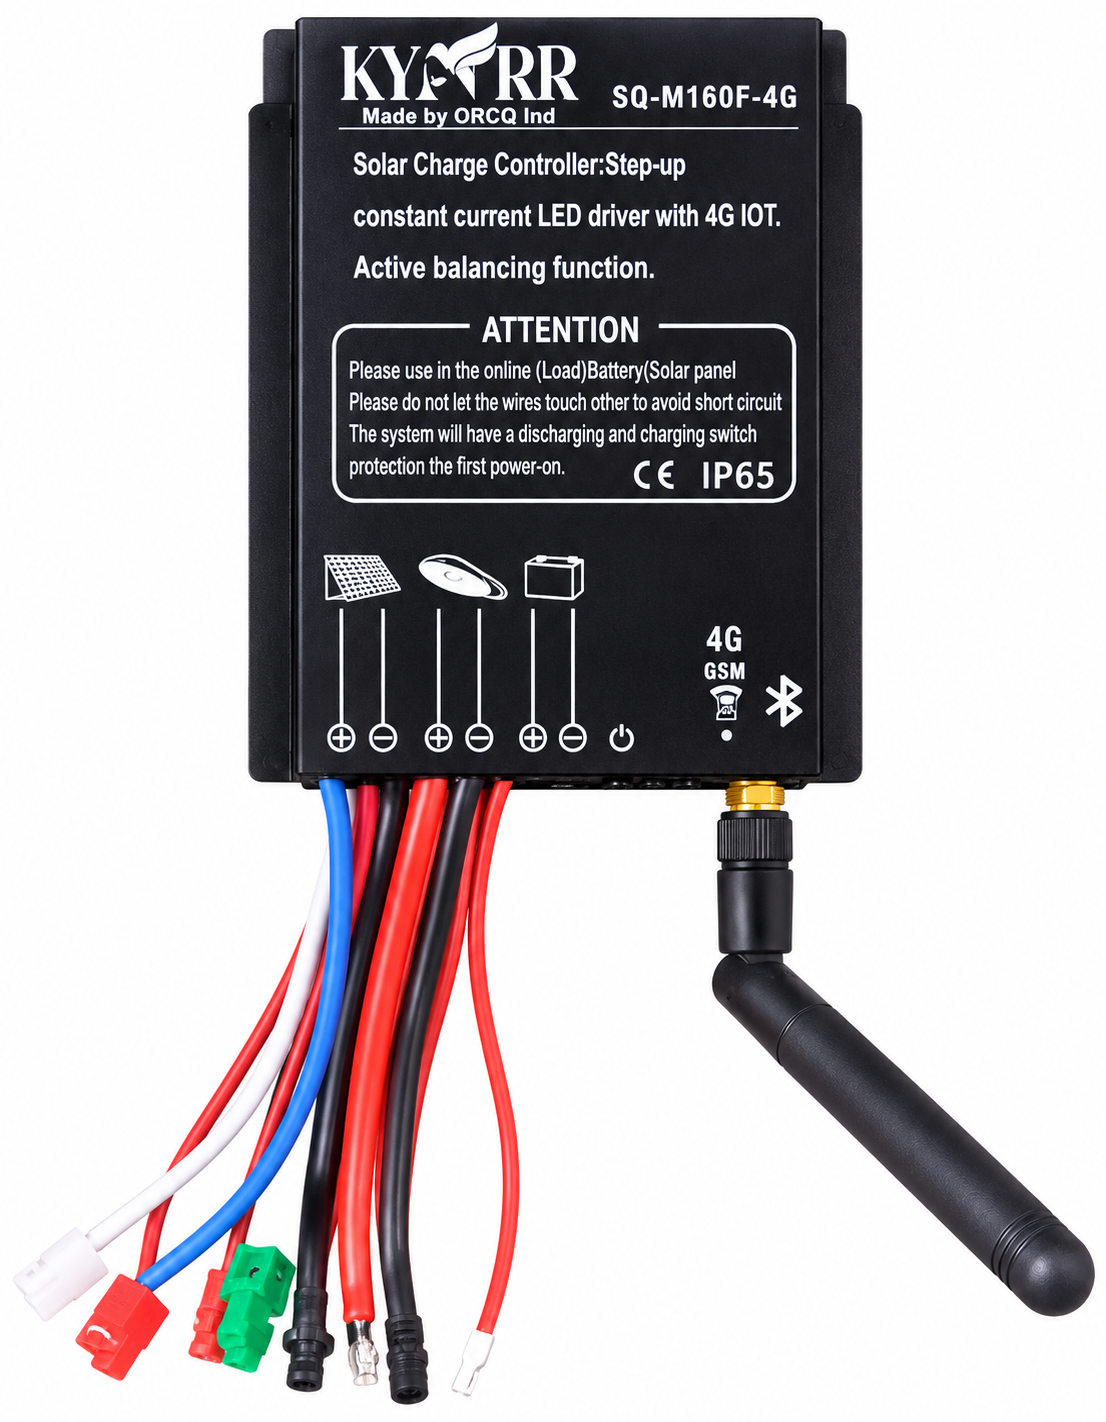 KYARR
SQ-M160F-4G
Made by ORCQ Ind
Solar Charge Controller:Step-up
constant current LED driver with 4G IOT.
Active balancing function.
ATTENTION
Please use in the online (Load)Battery(Solar panel
Please do not let the wires touch other to avoid short circuit
The system will have a discharging and charging switch
protection the first power-on.
CE IP65
4G
GSM